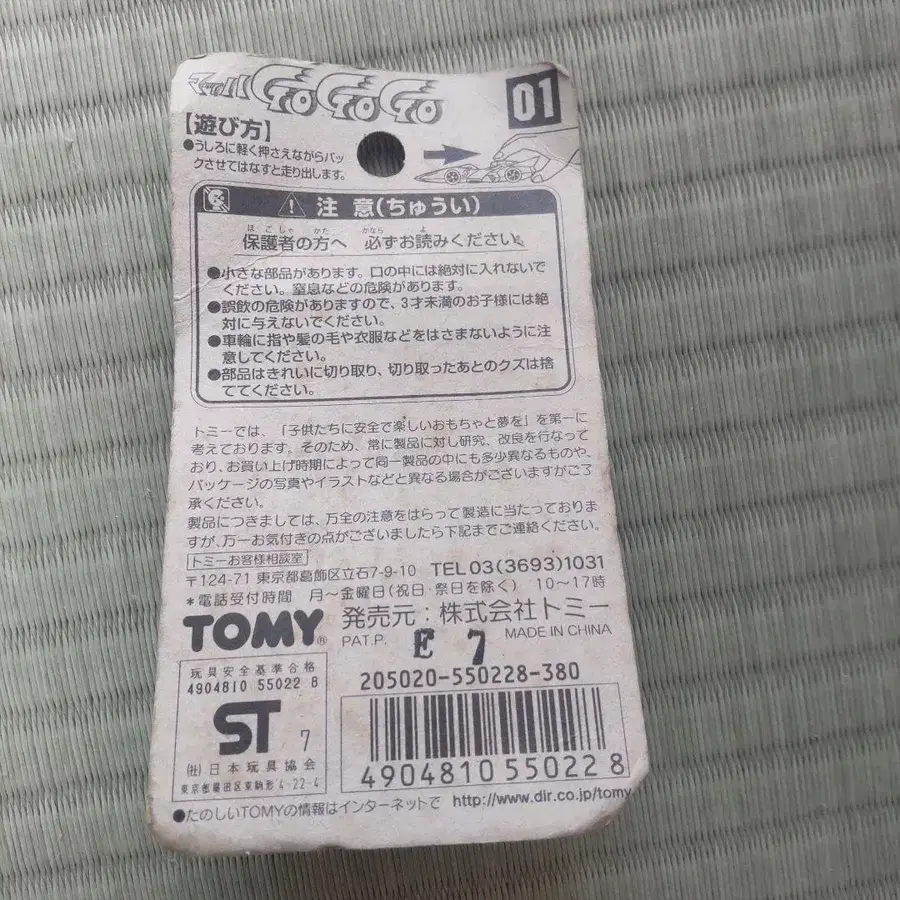 マッハGoGoGo
01
【遊び方】
●うしろに軽く押さえながらバッ
クさせてはなすと走り出します。
注 意(ちゅうい)
ほごしゃ かた かなら よ
保護者の方へ 必ずお読みください。
●小さな部品があります。口の中には絶対に入れないで
ください。窒息などの危険があります。
●誤飲の危険がありますので、3才未満のお子様には絶
対に与えないでください。
●車輪に指や髪の毛や衣服などをはさまないように注
意してください。
●部品はきれいに切り取り、切り取ったあとのクズは捨
ててください。
トミーでは、「子供たちに安全で楽しいおもちゃと夢を」を第一に
考えております。そのため、常に製品に対し研究、改良を行なって
おり、お買い上げ時期によって同一製品の中にも多少異なるものや、
パッケージの写真やイラストなどと異なる場合がございますがご了
承ください。
製品につきましては、万全の注意をはらって製造に当たっておりま
すが、万一お気付きの点がございましたら下記までご連絡ください。
トミーお客様相談室
〒124-71 東京都葛飾区立石7-9-10 TEL03(3693)1031
*電話受付時間 月〜金曜日(祝日・祭日を除く) 10〜17時
TOMY® 発売元:株式会社トミー
PAT.P. E 7 MADE IN CHINA
205020-550228-380
玩具安全基準合格
4904810 55022 8
ST 7
(社)日本玩具協会
東京都墨田区東駒形4-22-4
4904810 550228
●たのしいTOMYの情報はインターネットで http://www.dir.co.jp/tomy